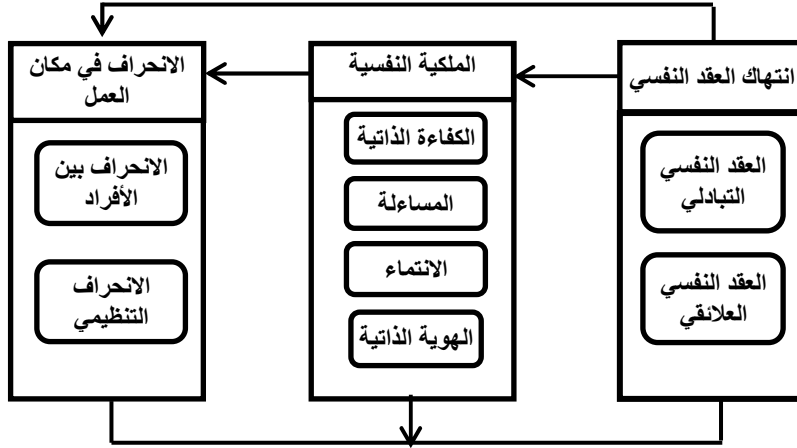 انتهاك العقد النفسي
العقد النفسي
التبادلي
العقد النفسي
العلائقي
الملكية النفسية
الكفاءة الذاتية
المساءلة
الانتماء
الهوية الذاتية
الانحراف في مكان
العمل
الانحراف بين
الأفراد
الانحراف
التنظيمي